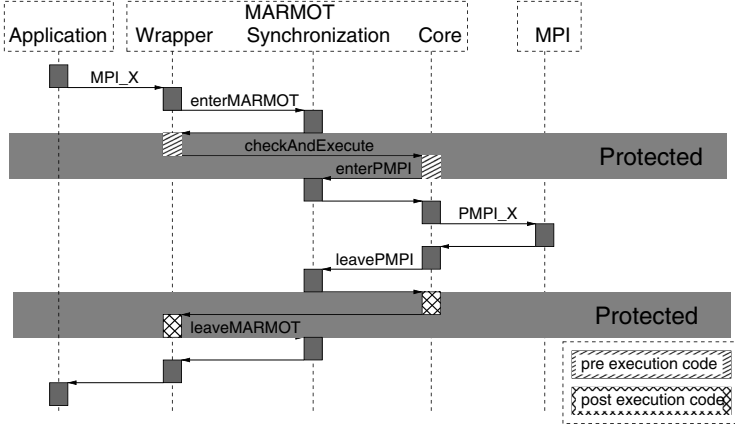 MARMOT
Application Wrapper Synchronization Core MPI
MPI_X
enterMARMOT
checkAndExecute
Protected
enterPMPI
PMPI_X
leavePMPI
Protected
leaveMARMOT
pre execution code
post execution code